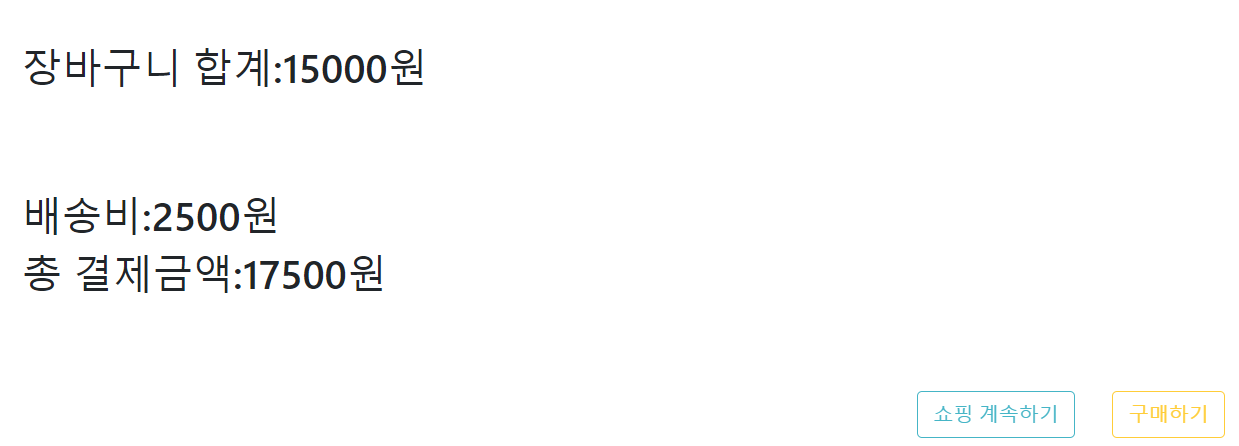 장바구니 합계:15000원
배송비:2500원
총 결제금액:17500원
쇼핑 계속하기 구매하기